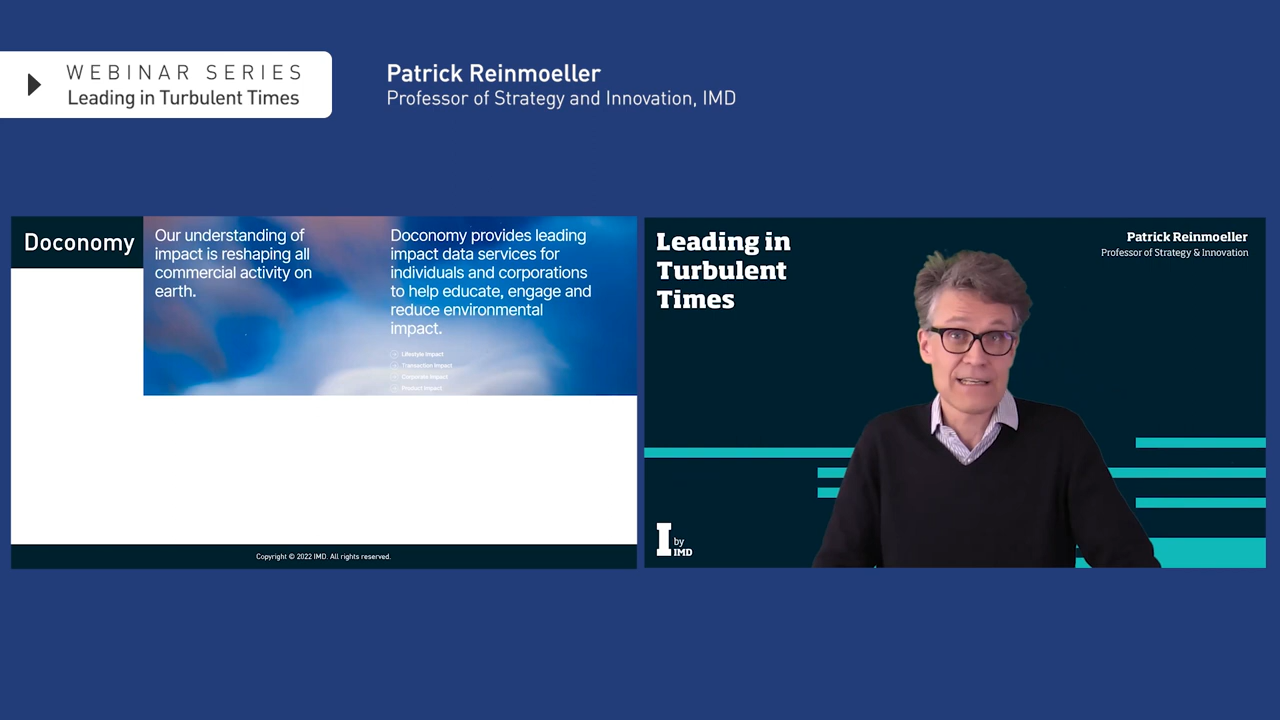 WEBINAR SERIES
Leading in Turbulent Times
Patrick Reinmoeller
Professor of Strategy and Innovation, IMD
Doconomy
Our understanding of
impact is reshaping all
commercial activity on
earth.
Doconomy provides leading
impact data services for
individuals and corporations
to help educate, engage and
reduce environmental
impact.
Lifestyle Impact
Transaction Impact
Corporate Impact
Product Impact
Copyright © 2022 IMD. All rights reserved.
Leading in
Turbulent
Times
Patrick Reinmoeller
Professor of Strategy & Innovation
I by
IMD